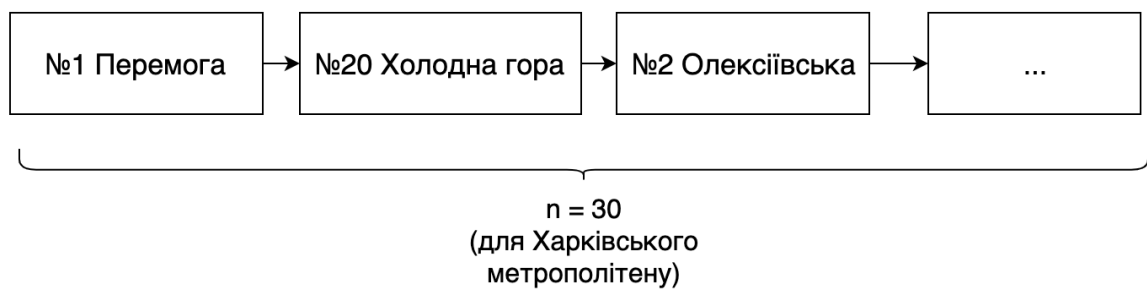 №1 Перемога
№20 Холодна гора
№2 Олексіївська
...
n = 30
(для Харківського
метрополітену)